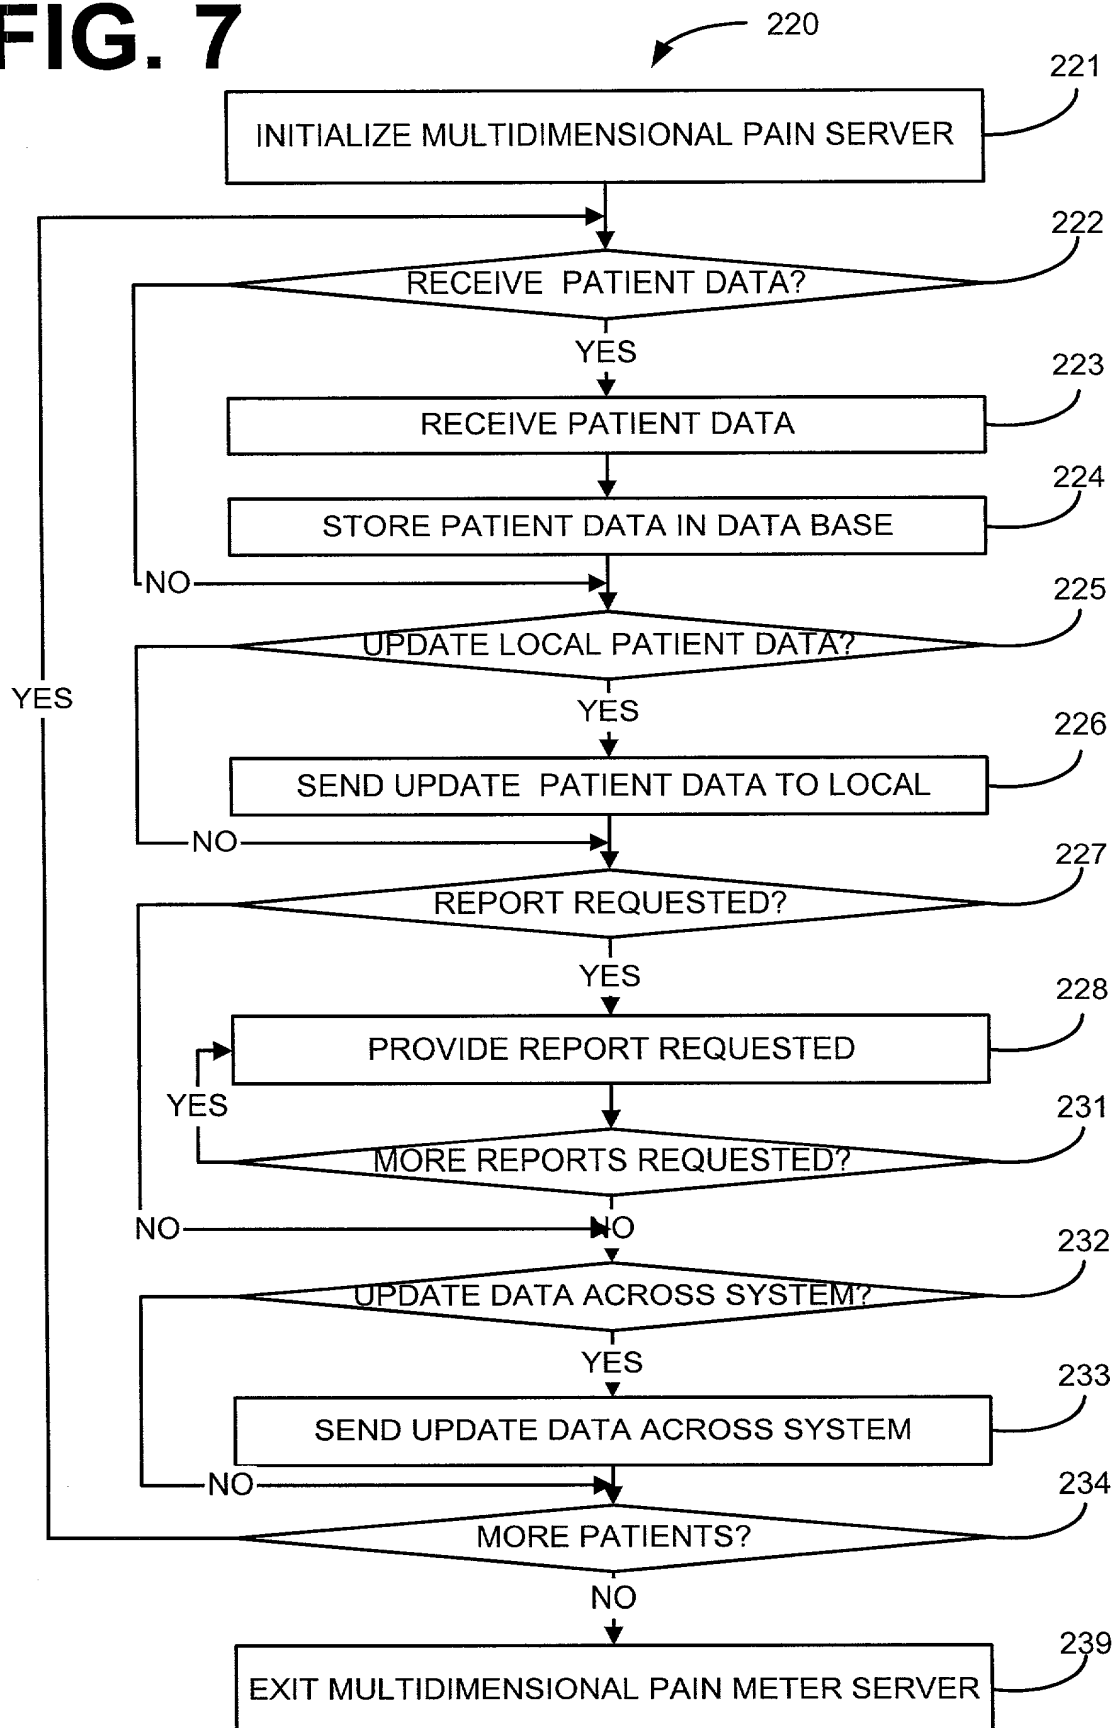 FIG. 7
220
221
INITIALIZE MULTIDIMENSIONAL PAIN SERVER
222
RECEIVE PATIENT DATA?
YES
223
RECEIVE PATIENT DATA
224
STORE PATIENT DATA IN DATA BASE
NO
225
UPDATE LOCAL PATIENT DATA?
YES
YES
226
SEND UPDATE PATIENT DATA TO LOCAL
NO
227
REPORT REQUESTED?
YES
228
PROVIDE REPORT REQUESTED
YES
231
MORE REPORTS REQUESTED?
NO
NO
232
UPDATE DATA ACROSS SYSTEM?
YES
233
SEND UPDATE DATA ACROSS SYSTEM
NO
234
MORE PATIENTS?
NO
239
EXIT MULTIDIMENSIONAL PAIN METER SERVER